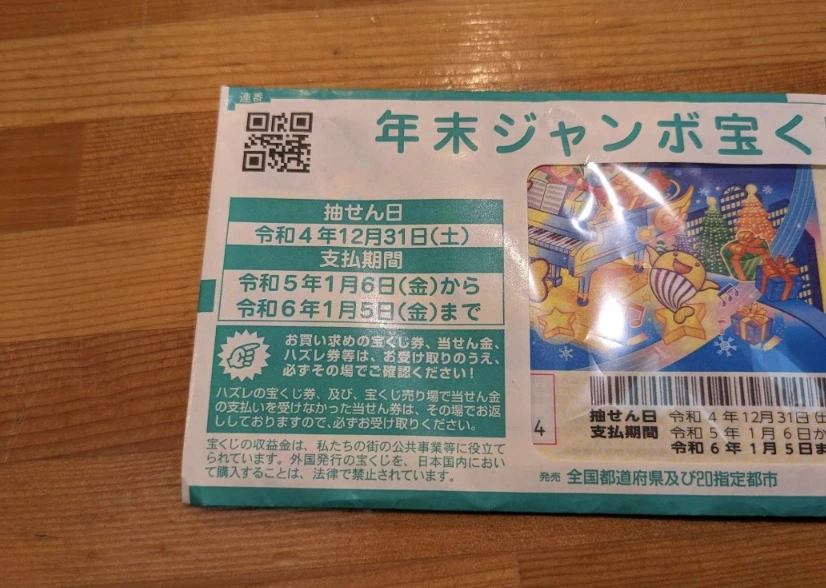 連番
年末ジャンボ宝く
抽せん日
令和4年12月31日(土)
支払期間
令和5年1月6日(金)から
令和6年1月5日(金)まで
お買い求めの宝くじ券、当せん金、
ハズレ券等は、お受け取りのうえ、
必ずその場でご確認ください!
ハズレの宝くじ券、及び、宝くじ売り場で当せん金
の支払いを受けなかった当せん券は、その場でお返
ししておりますので、必ずお受け取りください。
宝くじの収益金は、私たちの街の公共事業等に役立て
られています。外国発行の宝くじを、日本国内におい
て購入することは、法律で禁止されています。
4
抽せん日 令和 4 年 12月 31日(土
支払期間 令和 5 年 1 月 6 日か
令和 6 年 1 月 5 日ま
発売 全国都道府県及び20指定都市